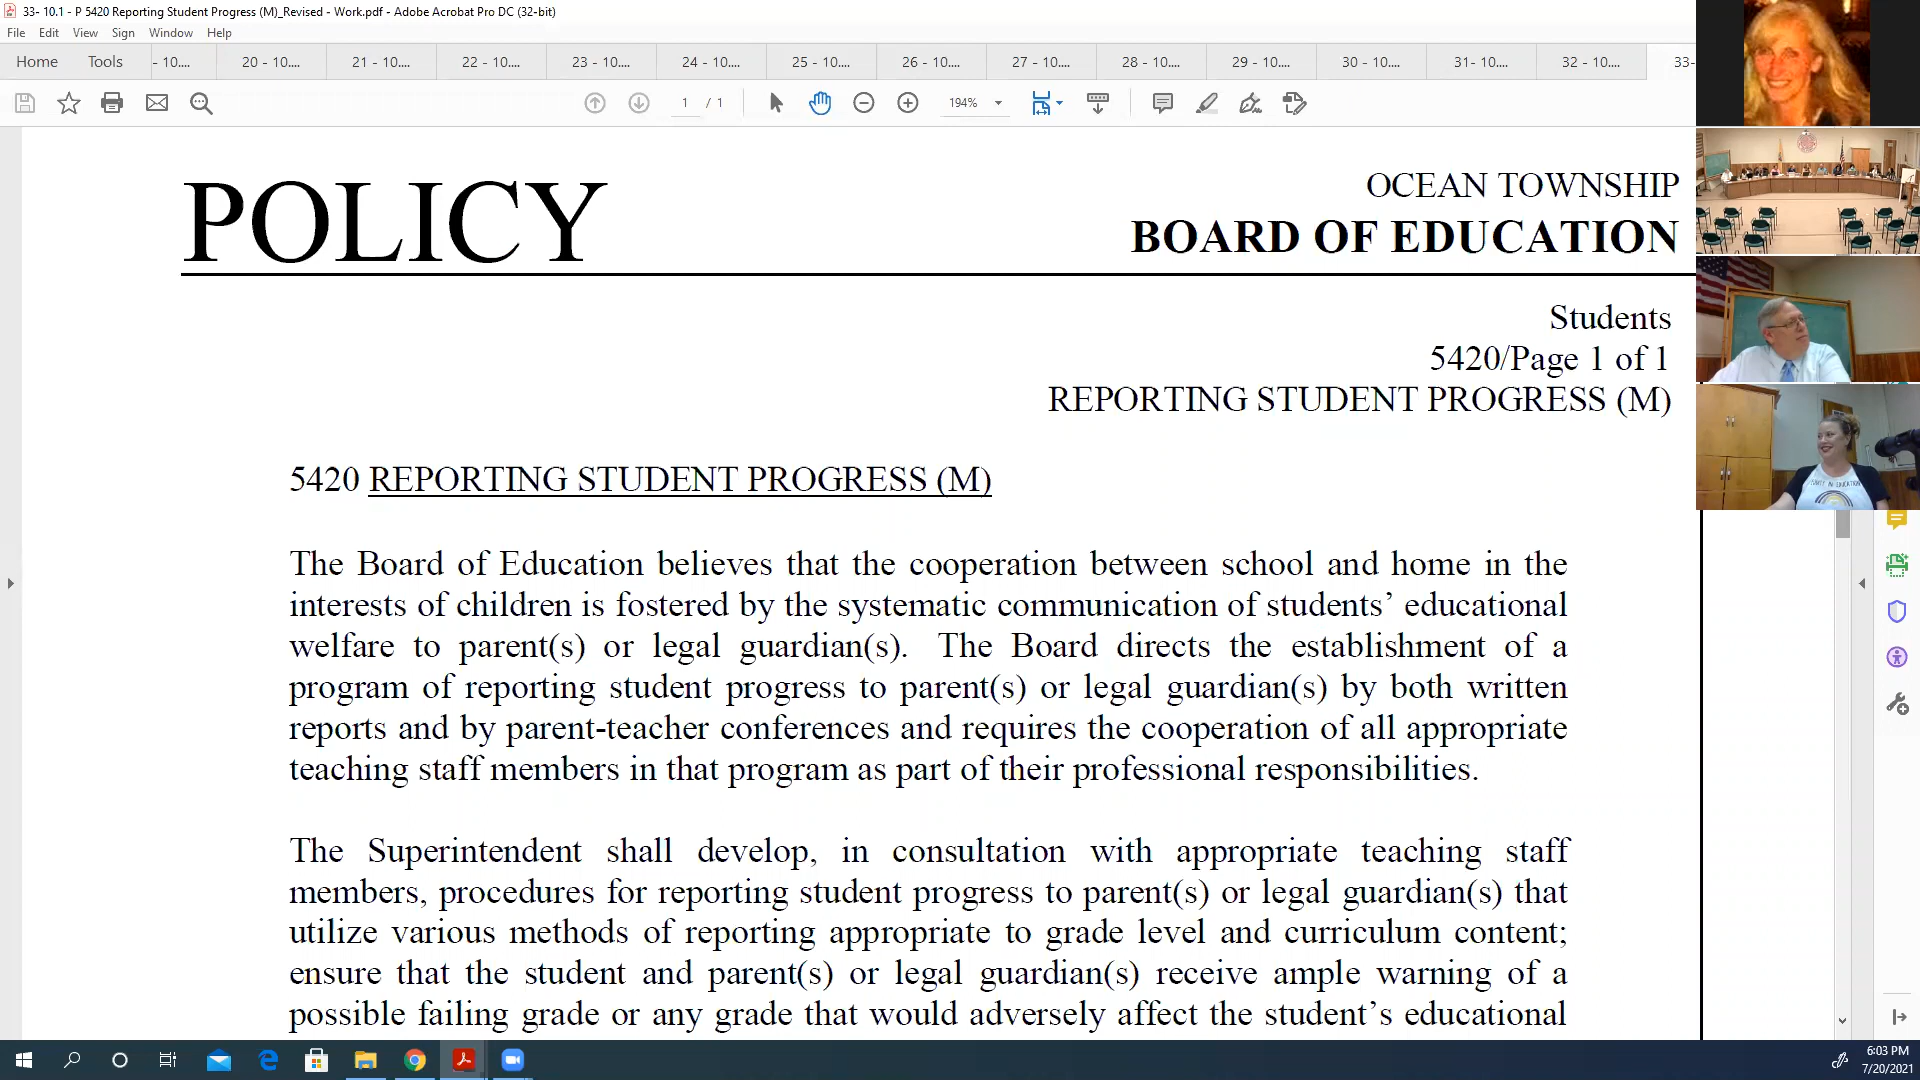 33- 10.1 - P 5420 Reporting Student Progress (M)_Revised - Work.pdf - Adobe Acrobat Pro DC (32-bit)
File Edit View Sign Window Help
Home Tools - 10.... 20 - 10.... 21 - 10.... 22 - 10.... 23 - 10.... 24 - 10.... 25 - 10.... 26 - 10.... 27 - 10.... 28 - 10.... 29 - 10.... 30 - 10.... 31- 10.... 32 - 10.... 33-
1 / 1 194%
POLICY
OCEAN TOWNSHIP
BOARD OF EDUCATION
Students
5420/Page 1 of 1
REPORTING STUDENT PROGRESS (M)
5420 REPORTING STUDENT PROGRESS (M)
The Board of Education believes that the cooperation between school and home in the
interests of children is fostered by the systematic communication of students’ educational
welfare to parent(s) or legal guardian(s). The Board directs the establishment of a
program of reporting student progress to parent(s) or legal guardian(s) by both written
reports and by parent-teacher conferences and requires the cooperation of all appropriate
teaching staff members in that program as part of their professional responsibilities.
The Superintendent shall develop, in consultation with appropriate teaching staff
members, procedures for reporting student progress to parent(s) or legal guardian(s) that
utilize various methods of reporting appropriate to grade level and curriculum content;
ensure that the student and parent(s) or legal guardian(s) receive ample warning of a
possible failing grade or any grade that would adversely affect the student’s educational
IN EDUCATION
6:03 PM
7/20/2021